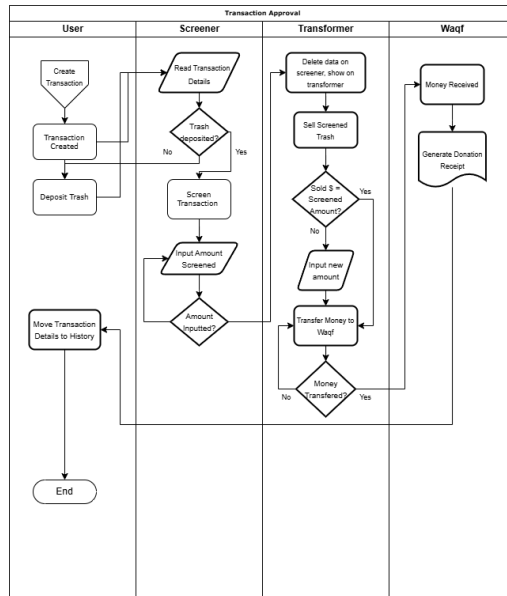 Transaction Approval
User
Screener
Transformer
Waqf
Create
Transaction
Transaction
Created
Deposit Trash
Move Transaction
Details to History
End
Read Transaction
Details
Trash
deposited?
No
Yes
Screen
Transaction
Input Amount
Screened
Amount
Inputted?
Delete data on
screener, show on
transformer
Sell Screened
Trash
Sold $ =
Screened
Amount?
Yes
No
Input new
amount
Transfer Money to
Waqf
Money
Transfered?
No
Yes
Money Received
Generate Donation
Receipt